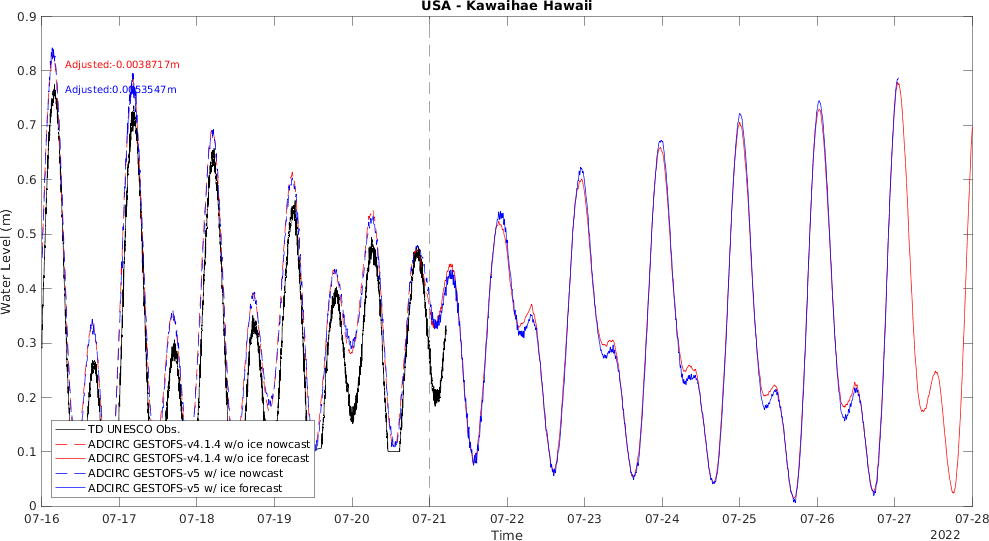 USA - Kawaihae Hawaii
0.9
0.8
0.7
0.6
0.5
0.4
0.3
0.2
0.1
0
Water Level (m)
Adjusted:-0.0038717m
Adjusted:0.0053547m
TD UNESCO Obs.
ADCIRC GESTOFS-v4.1.4 w/o ice nowcast
ADCIRC GESTOFS-v4.1.4 w/o ice forecast
ADCIRC GESTOFS-v5 w/ ice nowcast
ADCIRC GESTOFS-v5 w/ ice forecast
07-16 07-17 07-18 07-19 07-20 07-21 07-22 07-23 07-24 07-25 07-26 07-27 07-28
Time
2022